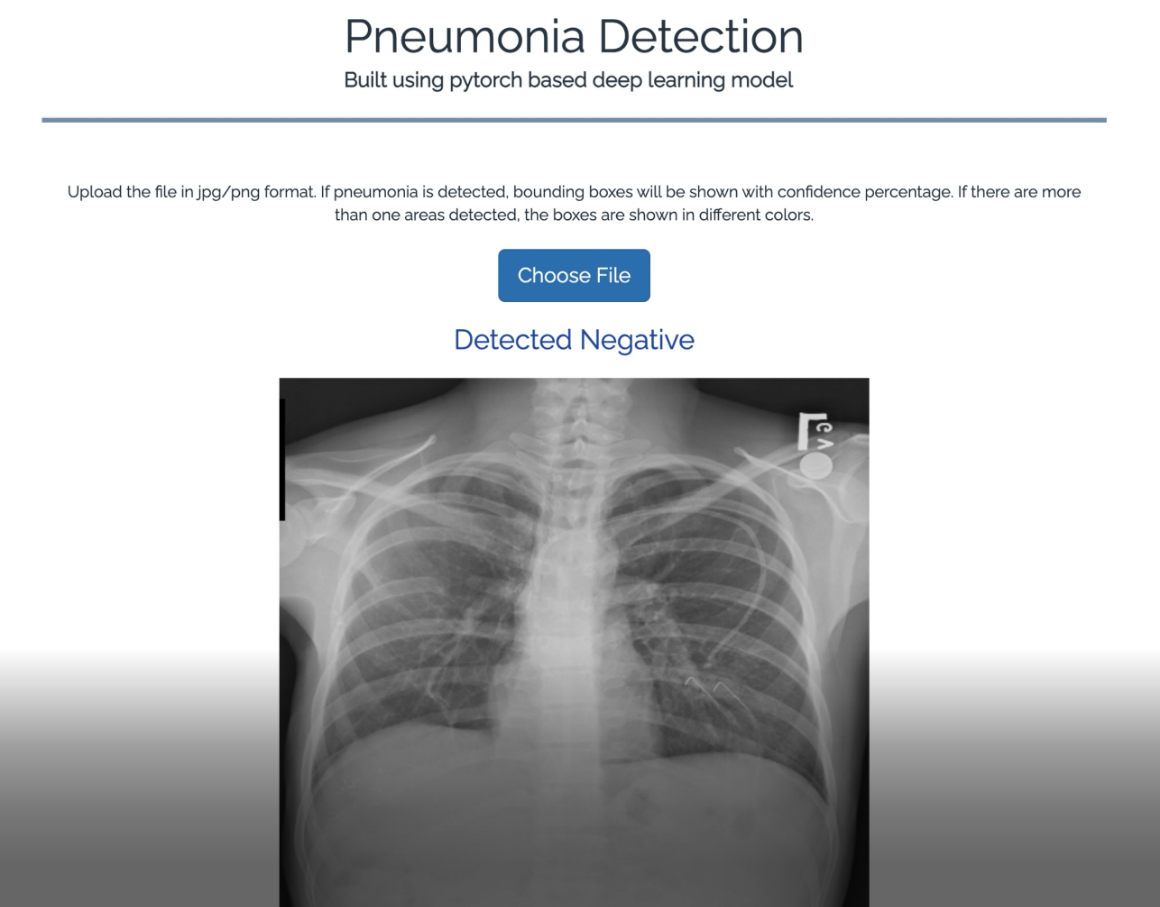 Pneumonia Detection
Built using pytorch based deep learning model
Upload the file in jpg/png format. If pneumonia is detected, bounding boxes will be shown with confidence percentage. If there are more
than one areas detected, the boxes are shown in different colors.
Choose File
Detected Negative
L